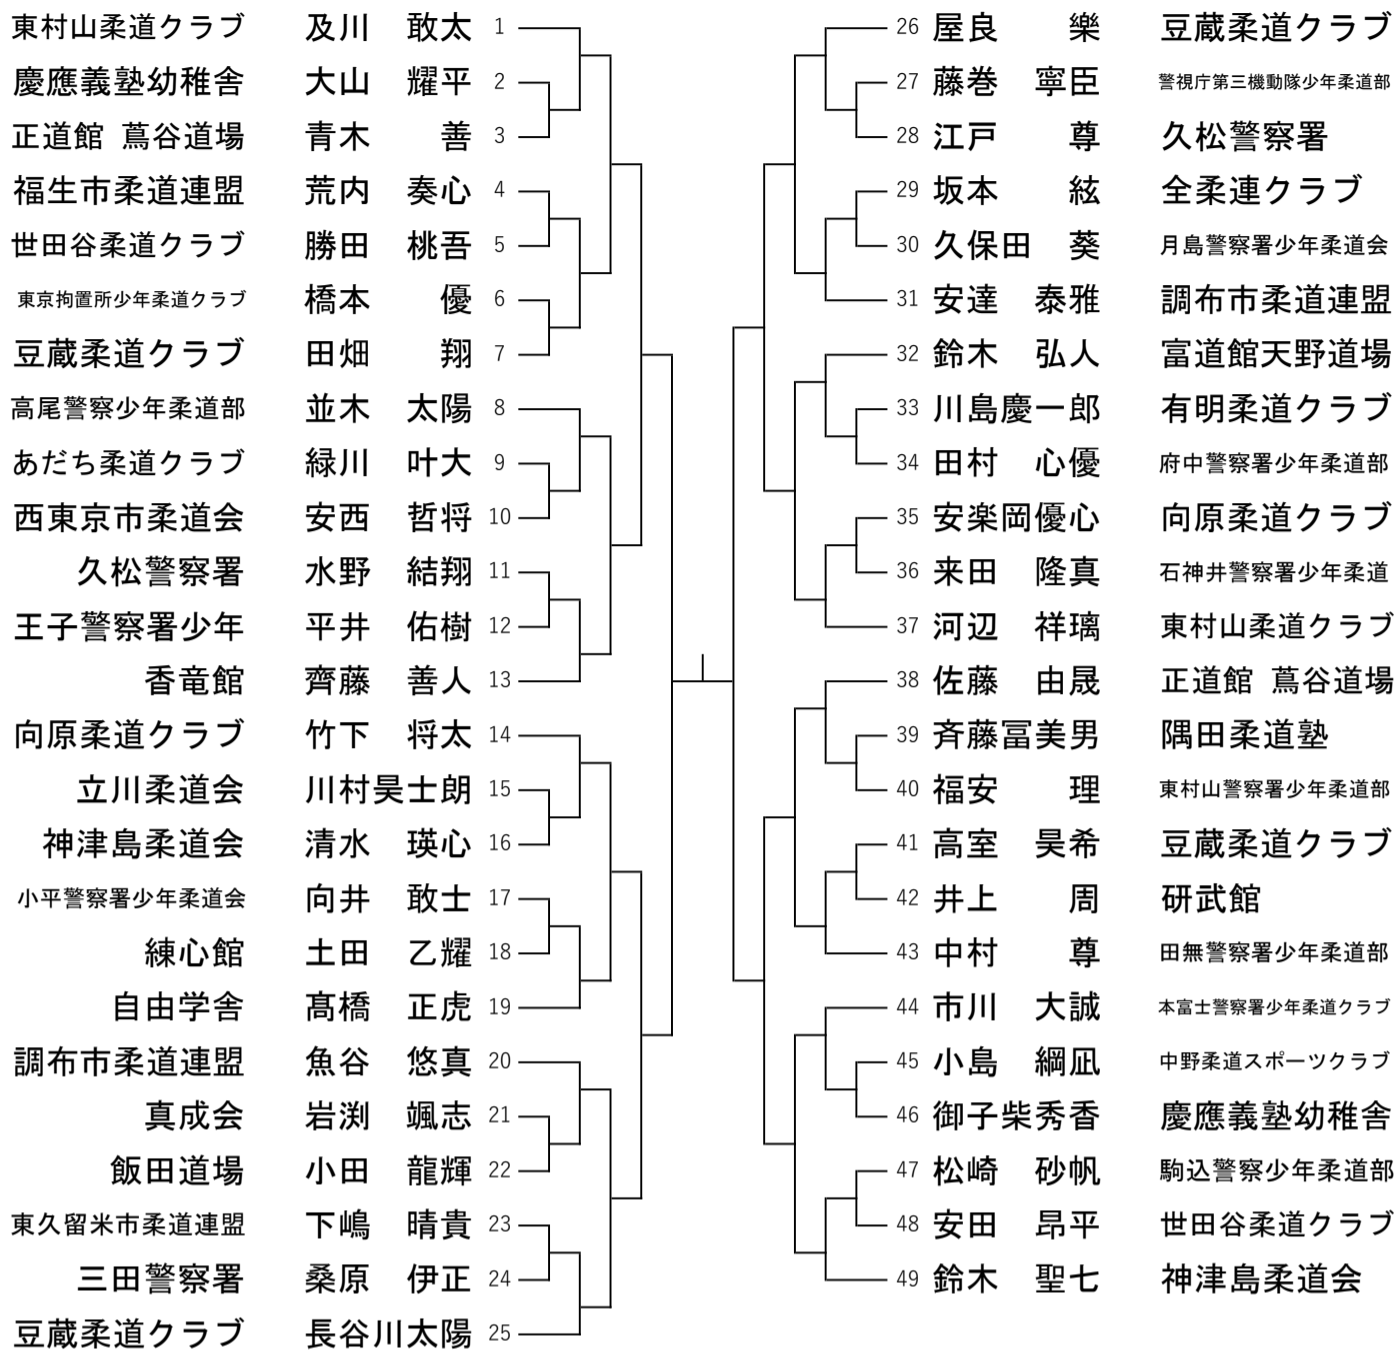 東村山柔道クラブ 及川 敢太 1
慶應義塾幼稚舎 大山 耀平 2
正道館 蔦谷道場 青木 善 3
福生市柔道連盟 荒内 奏心 4
世田谷柔道クラブ 勝田 桃吾 5
東京拘置所少年柔道クラブ 橋本 優 6
豆蔵柔道クラブ 田畑 翔 7
高尾警察少年柔道部 並木 太陽 8
あだち柔道クラブ 緑川 叶大 9
西東京市柔道会 安西 哲将 10
久松警察署 水野 結翔 11
王子警察署少年 平井 佑樹 12
香竜館 齊藤 善人 13
向原柔道クラブ 竹下 将太 14
立川柔道会 川村昊士朗 15
神津島柔道会 清水 瑛心 16
小平警察署少年柔道会 向井 敢士 17
練心館 土田 乙耀 18
自由学舎 髙橋 正虎 19
調布市柔道連盟 魚谷 悠真 20
真成会 岩渕 颯志 21
飯田道場 小田 龍輝 22
東久留米市柔道連盟 下嶋 晴貴 23
三田警察署 桑原 伊正 24
豆蔵柔道クラブ 長谷川太陽 25
26 屋良 樂 豆蔵柔道クラブ
27 藤巻 寧臣 警視庁第三機動隊少年柔道部
28 江戸 尊 久松警察署
29 坂本 絃 全柔連クラブ
30 久保田 葵 月島警察署少年柔道会
31 安達 泰雅 調布市柔道連盟
32 鈴木 弘人 富道館天野道場
33 川島慶一郎 有明柔道クラブ
34 田村 心優 府中警察署少年柔道部
35 安楽岡優心 向原柔道クラブ
36 来田 隆真 石神井警察署少年柔道
37 河辺 祥璃 東村山柔道クラブ
38 佐藤 由晟 正道館 蔦谷道場
39 斉藤冨美男 隅田柔道塾
40 福安 理 東村山警察署少年柔道部
41 高室 昊希 豆蔵柔道クラブ
42 井上 周 研武館
43 中村 尊 田無警察署少年柔道部
44 市川 大誠 本富士警察署少年柔道クラブ
45 小島 綱凪 中野柔道スポーツクラブ
46 御子柴秀香 慶應義塾幼稚舎
47 松崎 砂帆 駒込警察少年柔道部
48 安田 昂平 世田谷柔道クラブ
49 鈴木 聖七 神津島柔道会